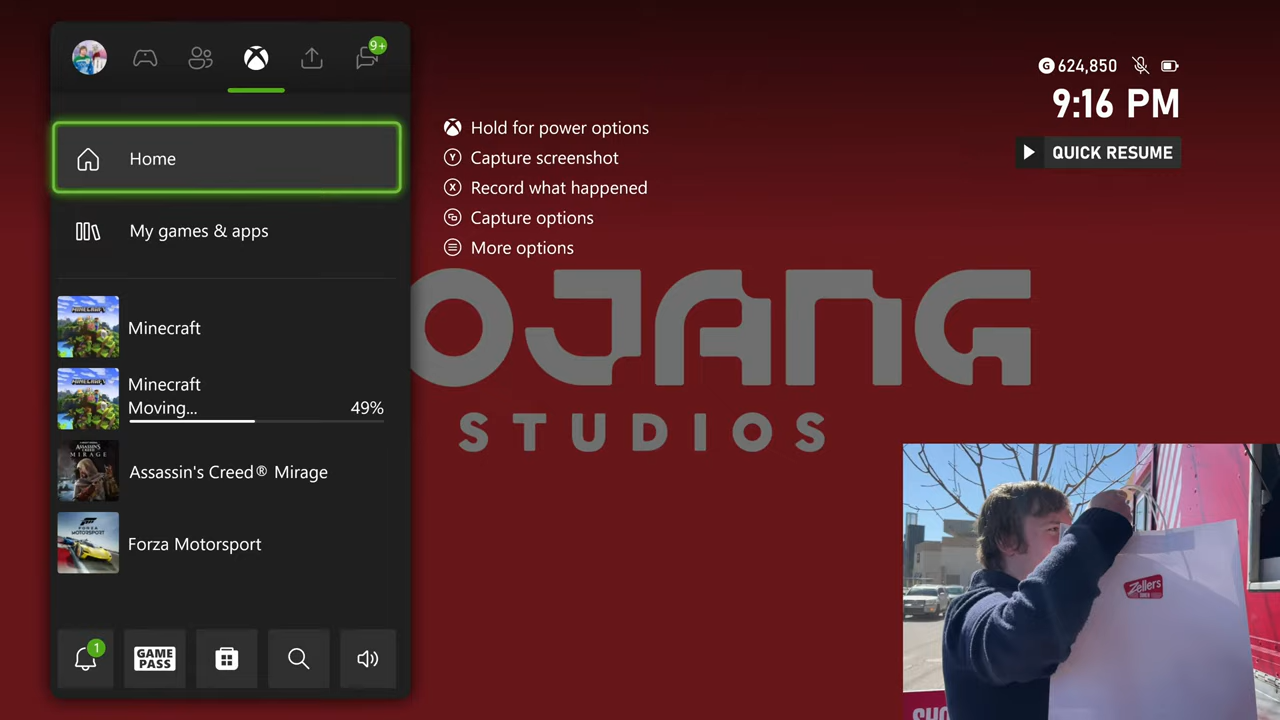 9+
Home
My games & apps
Minecraft
Minecraft
Moving...
49%
Assassin's Creed® Mirage
Forza Motorsport
1
GAME
PASS
Hold for power options
Y Capture screenshot
X Record what happened
Capture options
More options
G 624,850
9:16 PM
QUICK RESUME
OJANG
STUDIOS
Zellers